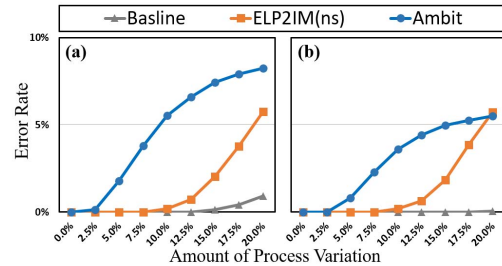 Basline ELP2IM(ns) Ambit
10% (a) (b)
Error Rate
5%
0%
0.0% 2.5% 5.0% 7.5% 10.0% 12.5% 15.0% 17.5% 20.0% 0.0% 2.5% 5.0% 7.5% 10.0% 12.5% 15.0% 17.5% 20.0%
Amount of Process Variation